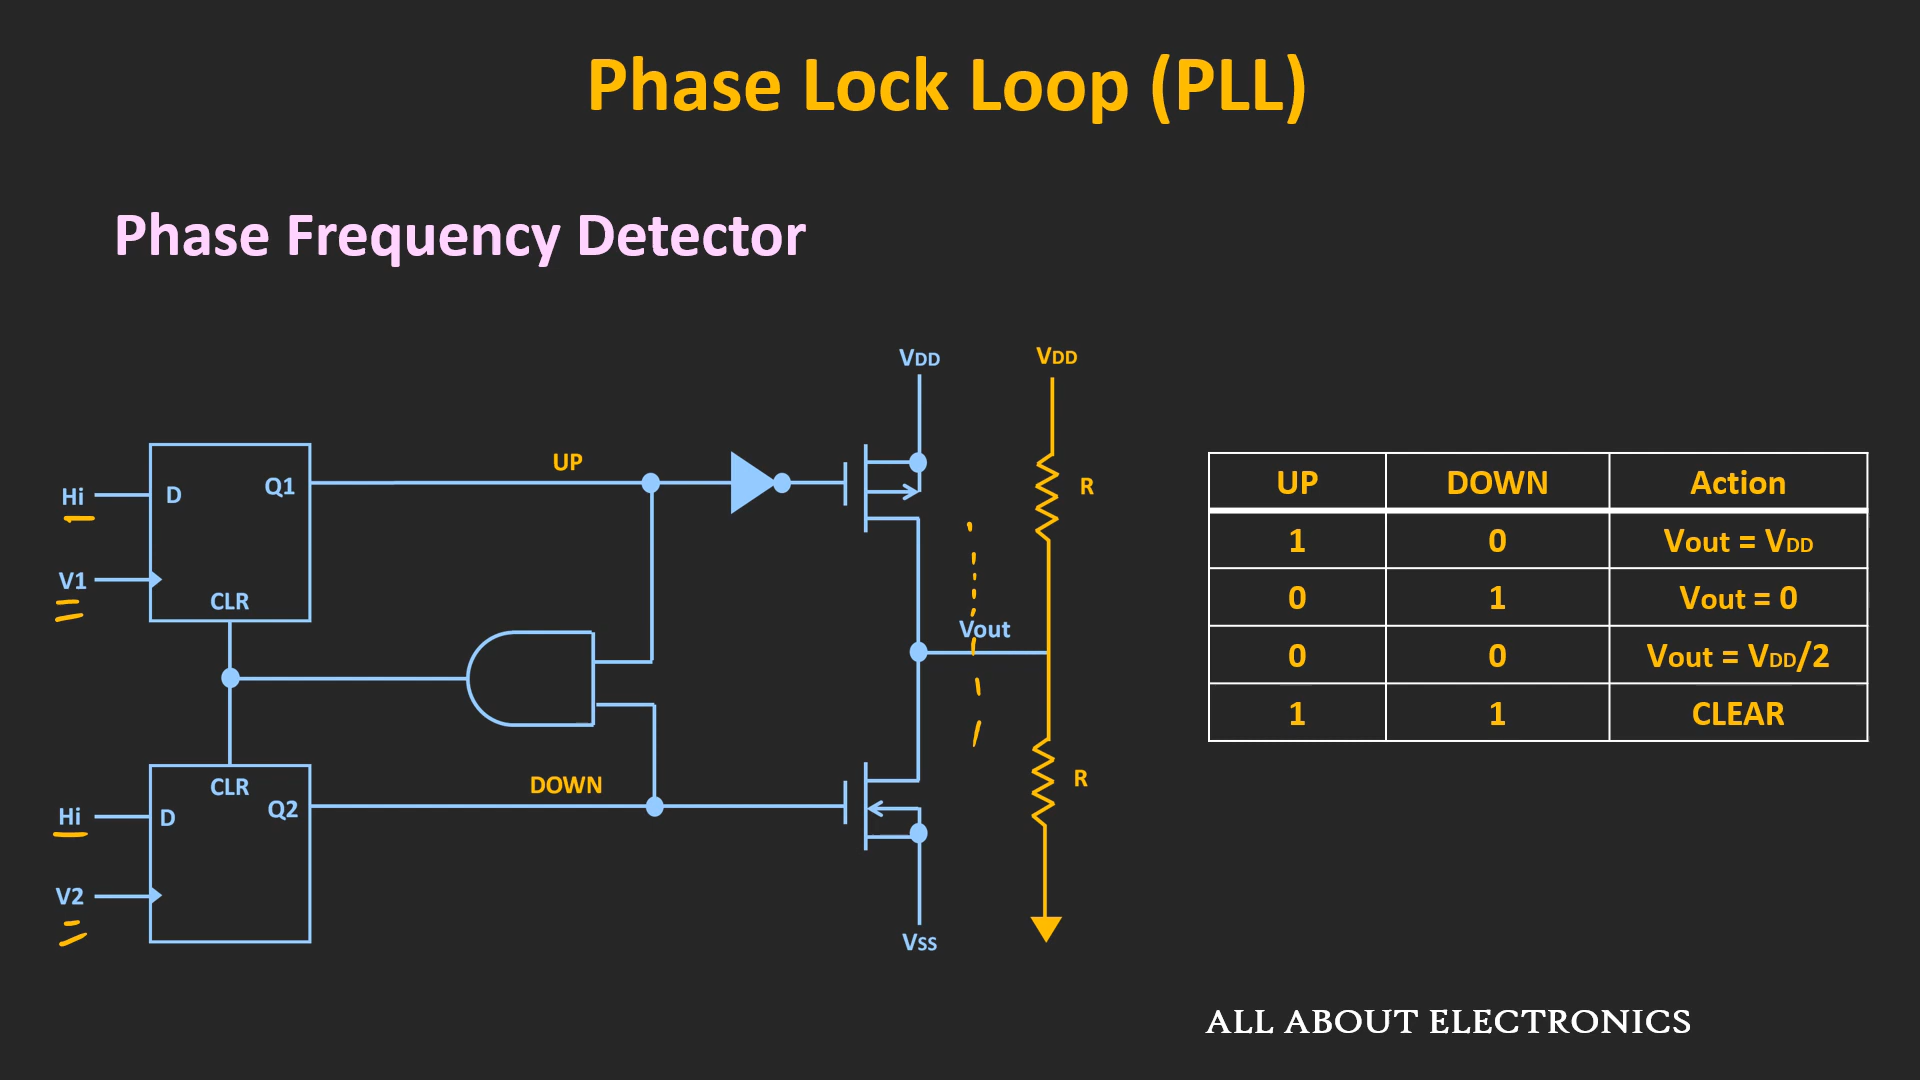 Phase Lock Loop (PLL)
Phase Frequency Detector
VDD
VDD
UP
Hi
D
Q1
R
V1
CLR
Vout
CLR
DOWN
R
Hi
D
Q2
V2
VSS
UP DOWN Action
1 0 Vout = VDD
0 1 Vout = 0
0 0 Vout = VDD/2
1 1 CLEAR
ALL ABOUT ELECTRONICS